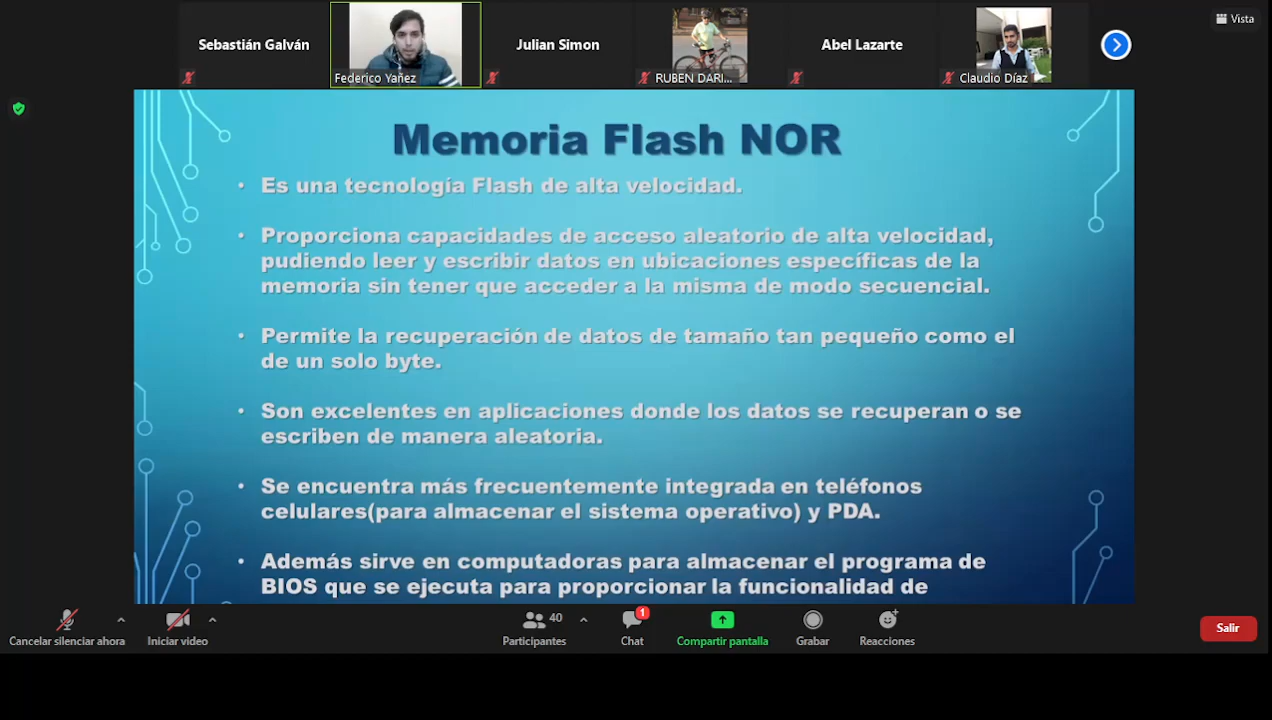 Vista
Sebastián Galván
Federico Yañez
Julian Simon
RUBEN DARI...
Abel Lazarte
Claudio Díaz
Memoria Flash NOR
• Es una tecnología Flash de alta velocidad.
• Proporciona capacidades de acceso aleatorio de alta velocidad,
pudiendo leer y escribir datos en ubicaciones específicas de la
memoria sin tener que acceder a la misma de modo secuencial.
• Permite la recuperación de datos de tamaño tan pequeño como el
de un solo byte.
• Son excelentes en aplicaciones donde los datos se recuperan o se
escriben de manera aleatoria.
• Se encuentra más frecuentemente integrada en teléfonos
celulares(para almacenar el sistema operativo) y PDA.
• Además sirve en computadoras para almacenar el programa de
BIOS que se ejecuta para proporcionar la funcionalidad de
Cancelar silenciar ahora
Iniciar video
40
Participantes
1
Chat
Compartir pantalla
Grabar
Reacciones
Salir